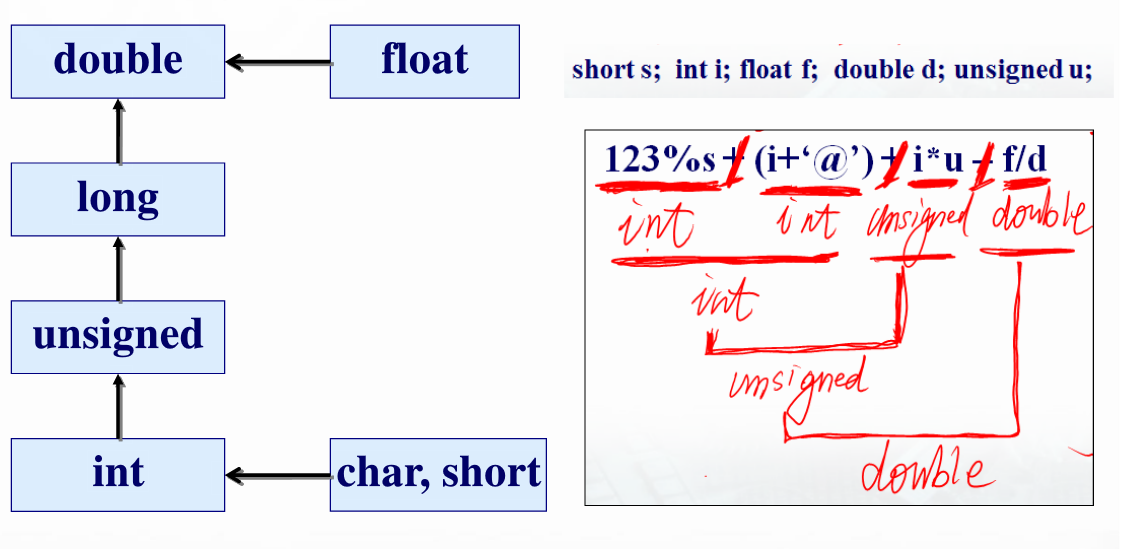 double
float
long
unsigned
int
char, short
short s; int i; float f; double d; unsigned u;
123%s + (i+‘@’) + i*u - f/d
int int unsigned double
int
unsigned
double